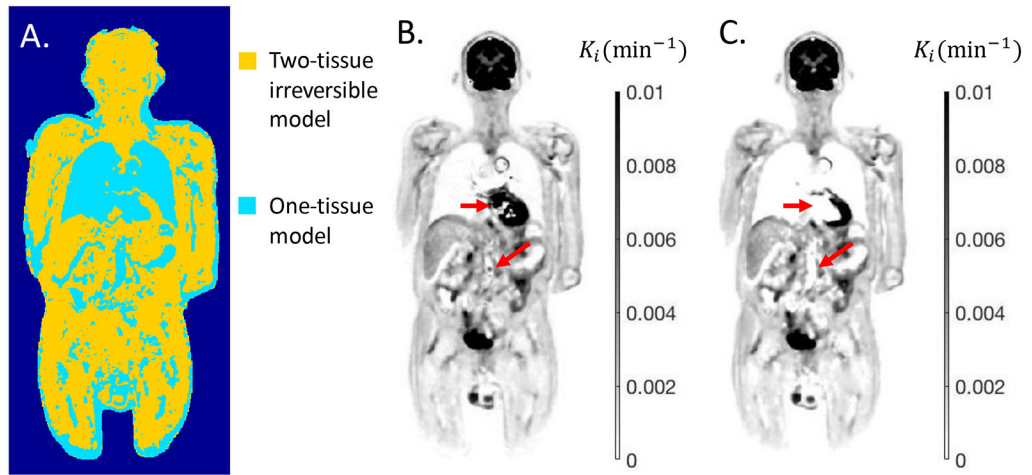 A.
Two-tissue
irreversible
model
One-tissue
model
B.
K_i(min⁻¹)
0.01
0.008
0.006
0.004
0.002
0
C.
K_i(min⁻¹)
0.01
0.008
0.006
0.004
0.002
0